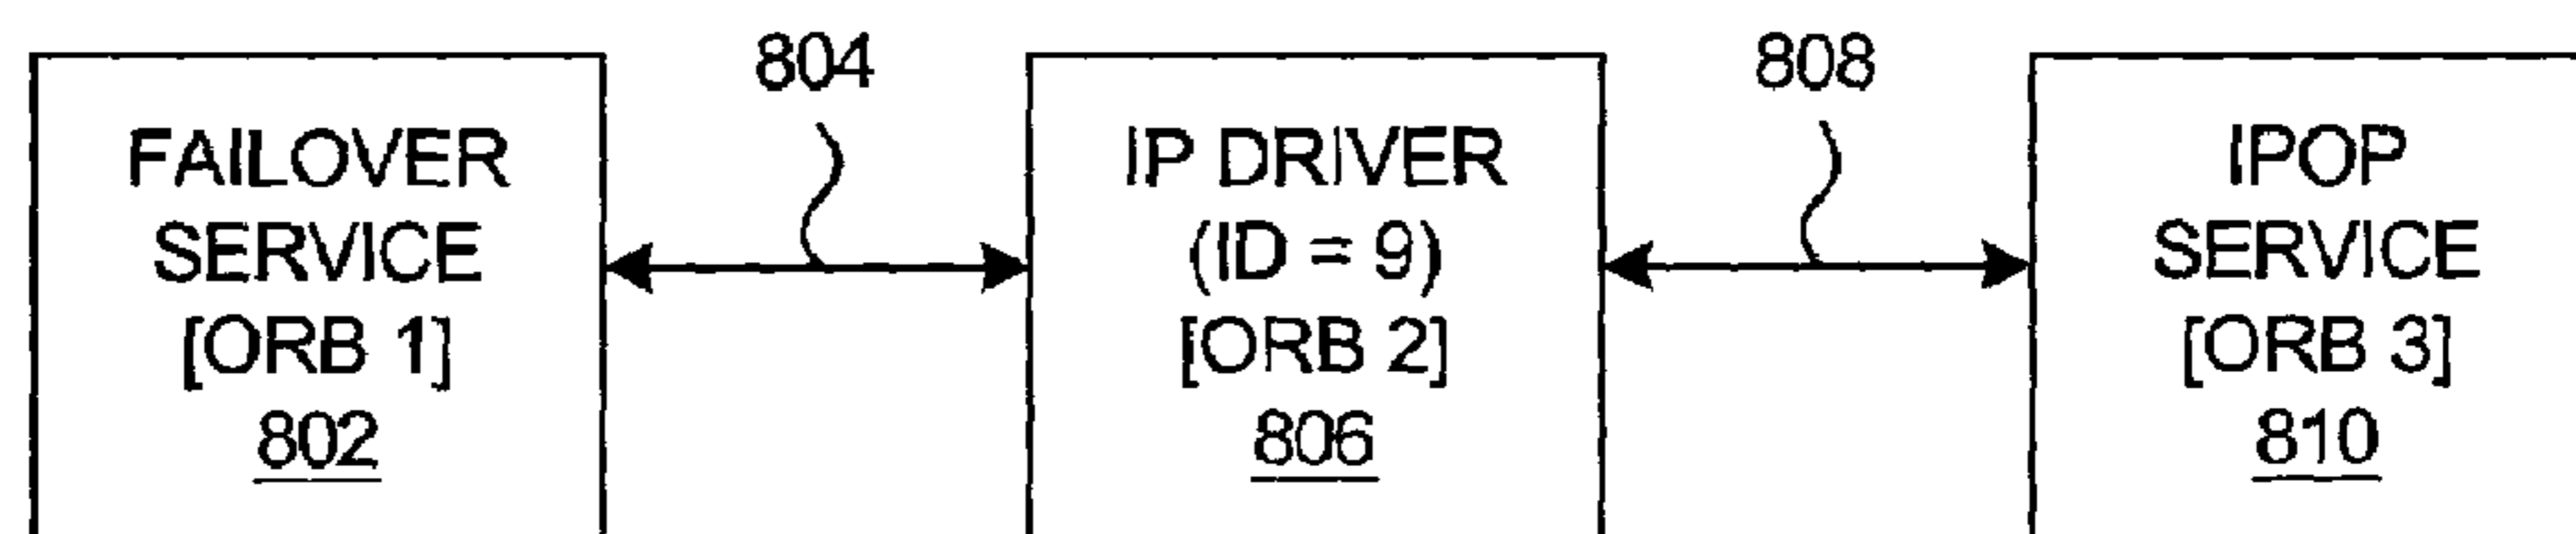 804
808
FAILOVER
SERVICE
[ORB 1]
802
IP DRIVER
(ID = 9)
[ORB 2]
806
IPOP
SERVICE
[ORB 3]
810